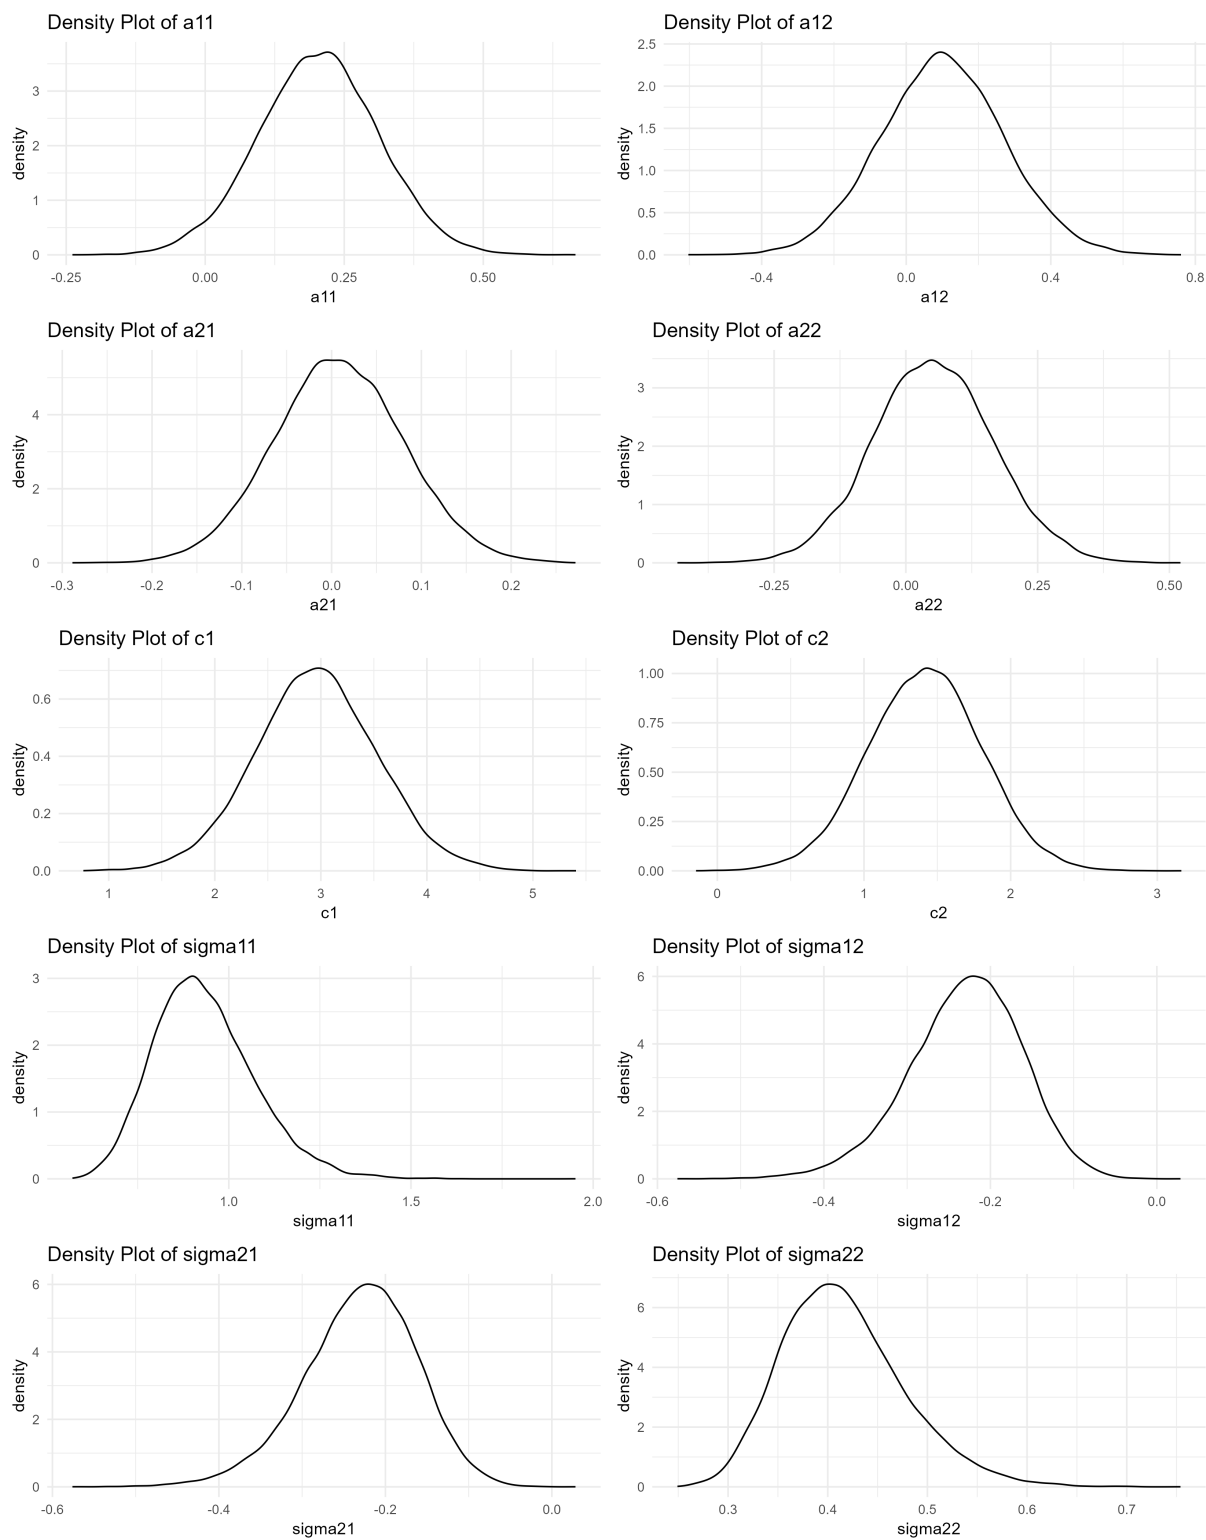 Density Plot of a11
density
3
2
1
0
-0.25 0.00 0.25 0.50
a11
Density Plot of a12
density
2.5
2.0
1.5
1.0
0.5
0.0
-0.4 0.0 0.4 0.8
a12
Density Plot of a21
density
4
2
0
-0.3 -0.2 -0.1 0.0 0.1 0.2
a21
Density Plot of a22
density
3
2
1
0
-0.25 0.00 0.25 0.50
a22
Density Plot of c1
density
0.6
0.4
0.2
0.0
1 2 3 4 5
c1
Density Plot of c2
density
1.00
0.75
0.50
0.25
0.00
0 1 2 3
c2
Density Plot of sigma11
density
3
2
1
0
1.0 1.5 2.0
sigma11
Density Plot of sigma12
density
6
4
2
0
-0.6 -0.4 -0.2 0.0
sigma12
Density Plot of sigma21
density
6
4
2
0
-0.6 -0.4 -0.2 0.0
sigma21
Density Plot of sigma22
density
6
4
2
0
0.3 0.4 0.5 0.6 0.7
sigma22